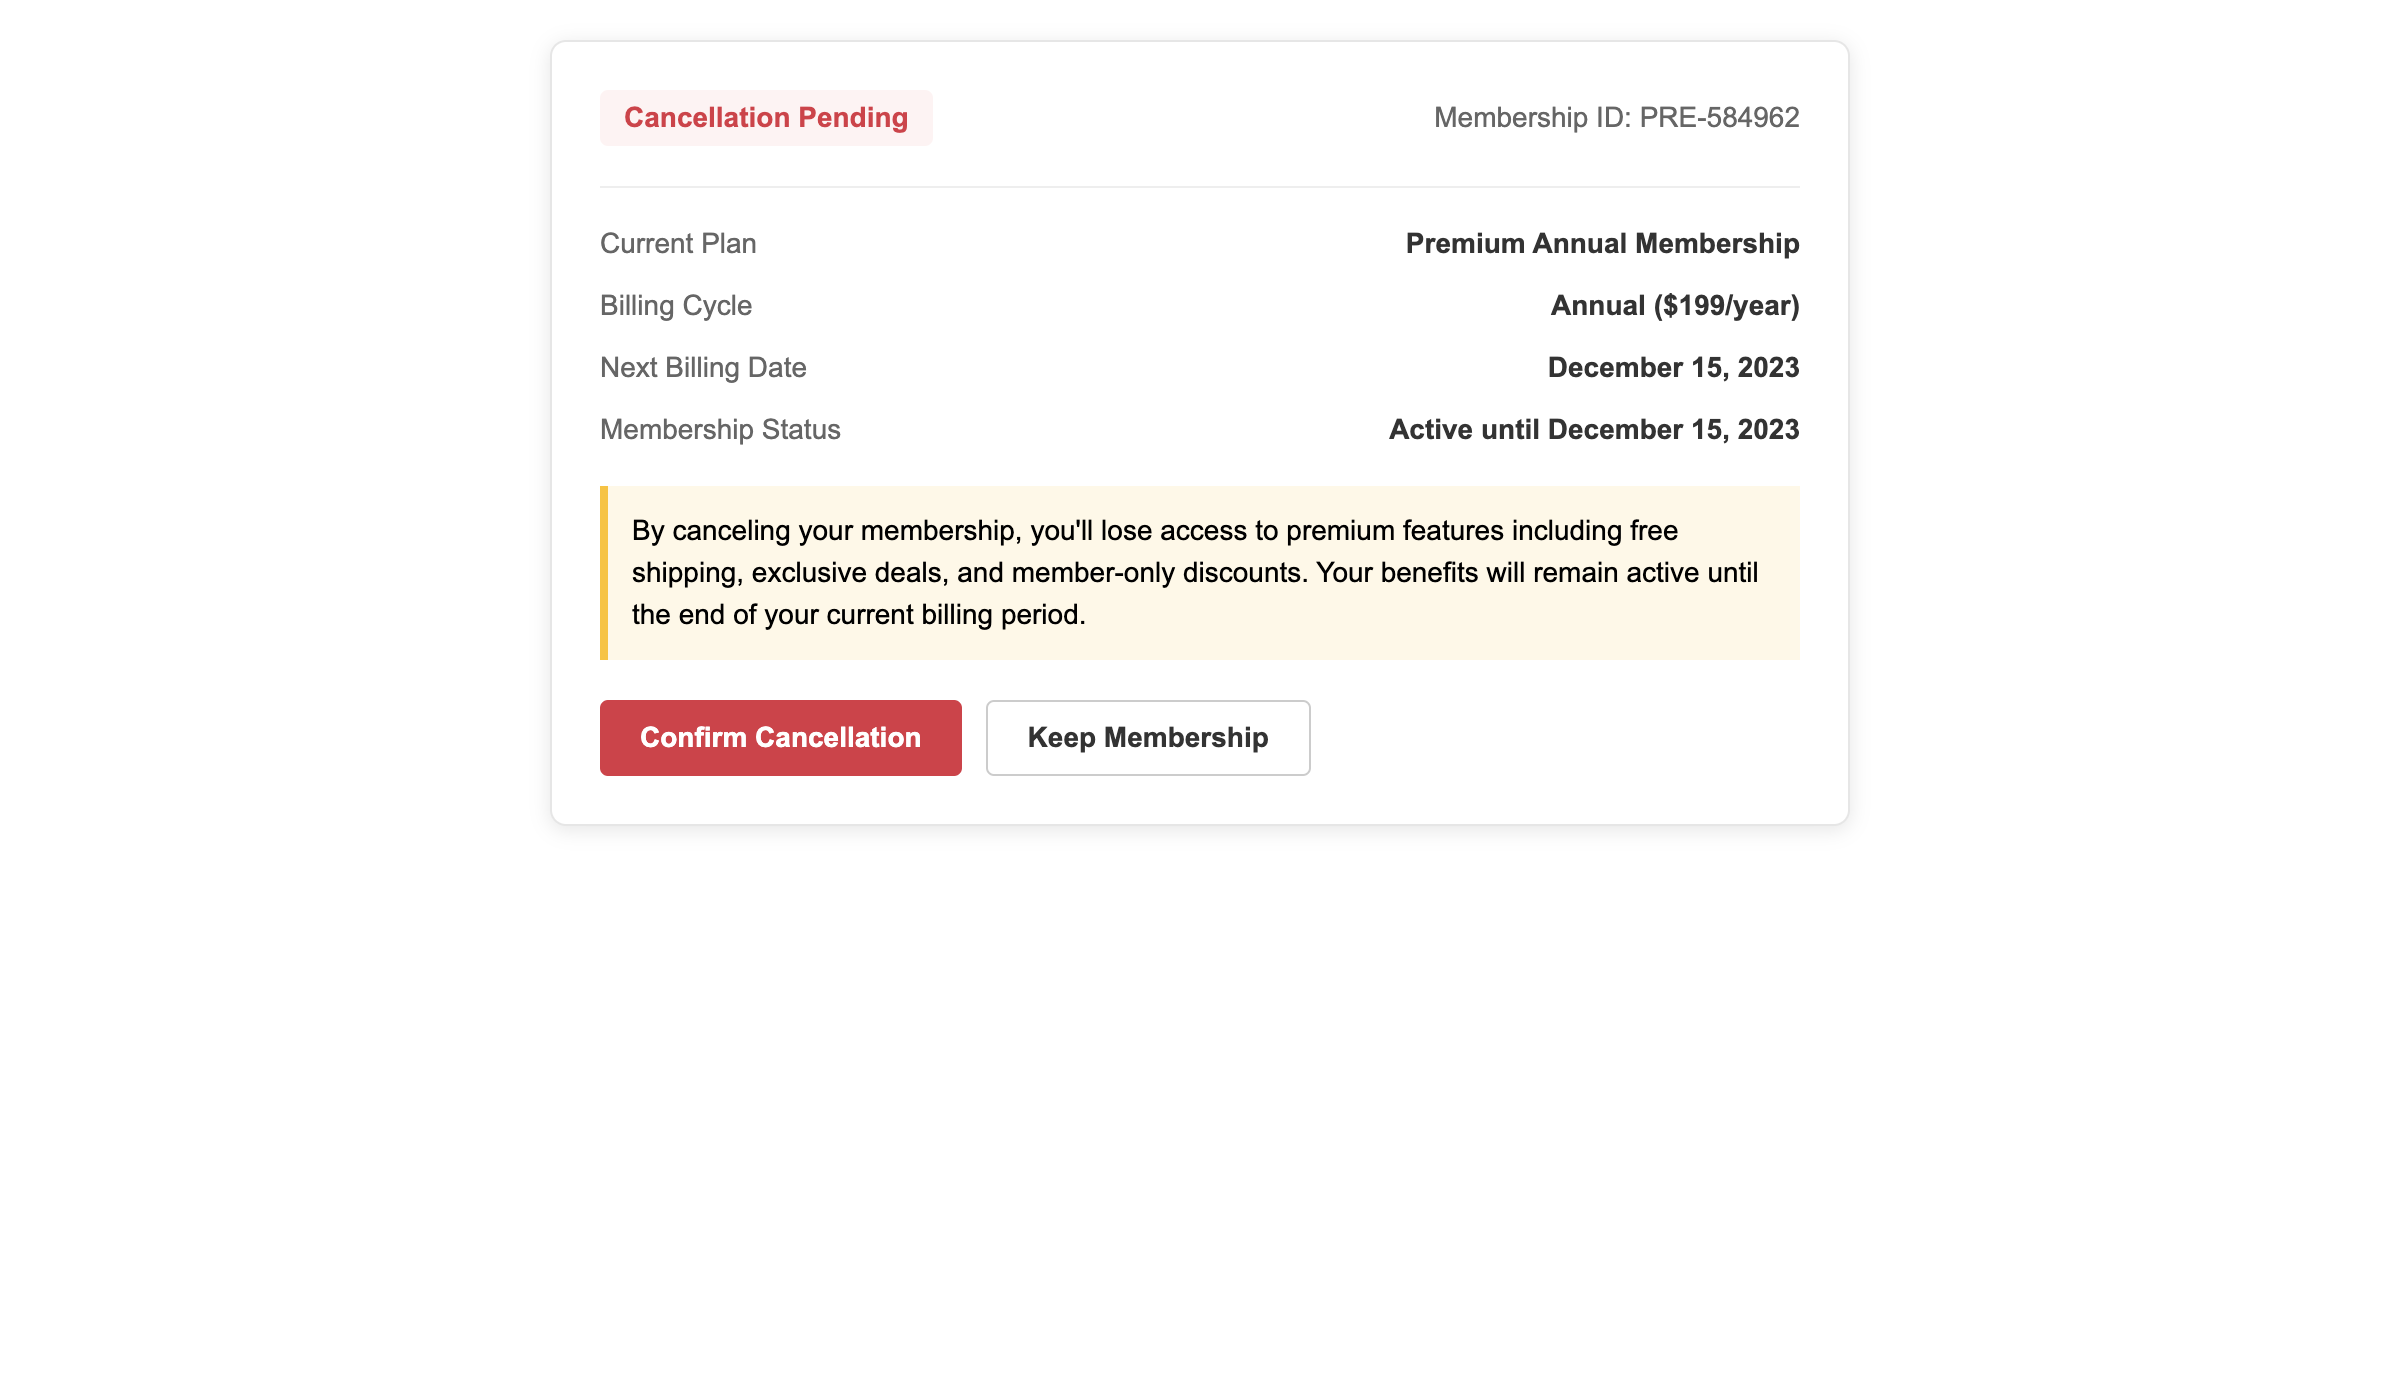 Cancellation Pending
Membership ID: PRE-584962
Current Plan
Premium Annual Membership
Billing Cycle
Annual ($199/year)
Next Billing Date
December 15, 2023
Membership Status
Active until December 15, 2023
By canceling your membership, you'll lose access to premium features including free
shipping, exclusive deals, and member-only discounts. Your benefits will remain active until
the end of your current billing period.
Confirm Cancellation
Keep Membership